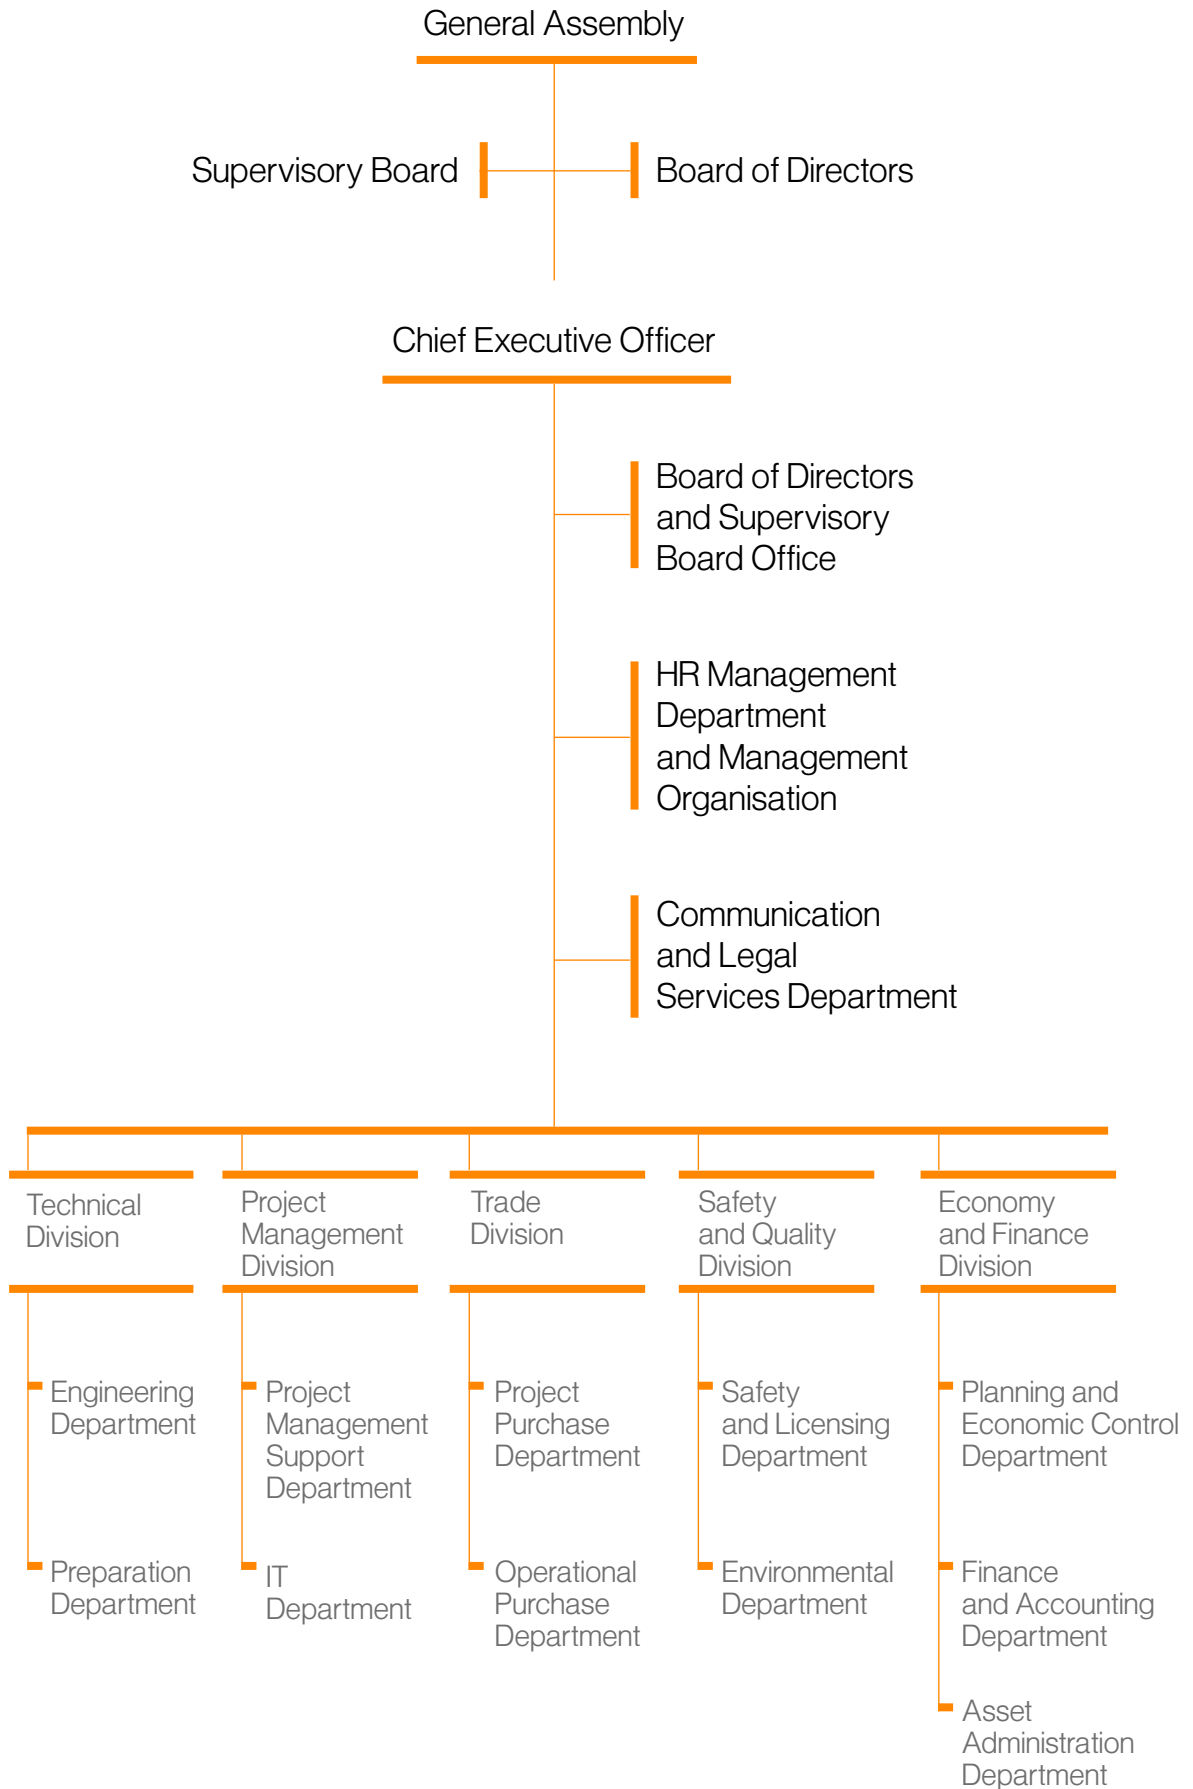 General Assembly
Supervisory Board
Board of Directors
Chief Executive Officer
Board of Directors
and Supervisory
Board Office
HR Management
Department
and Management
Organisation
Communication
and Legal
Services Department
Technical
Division
Project
Management
Division
Trade
Division
Safety
and Quality
Division
Economy
and Finance
Division
Engineering
Department
Preparation
Department
Project
Management
Support
Department
IT
Department
Project
Purchase
Department
Operational
Purchase
Department
Safety
and Licensing
Department
Environmental
Department
Planning and
Economic Control
Department
Finance
and Accounting
Department
Asset
Administration
Department